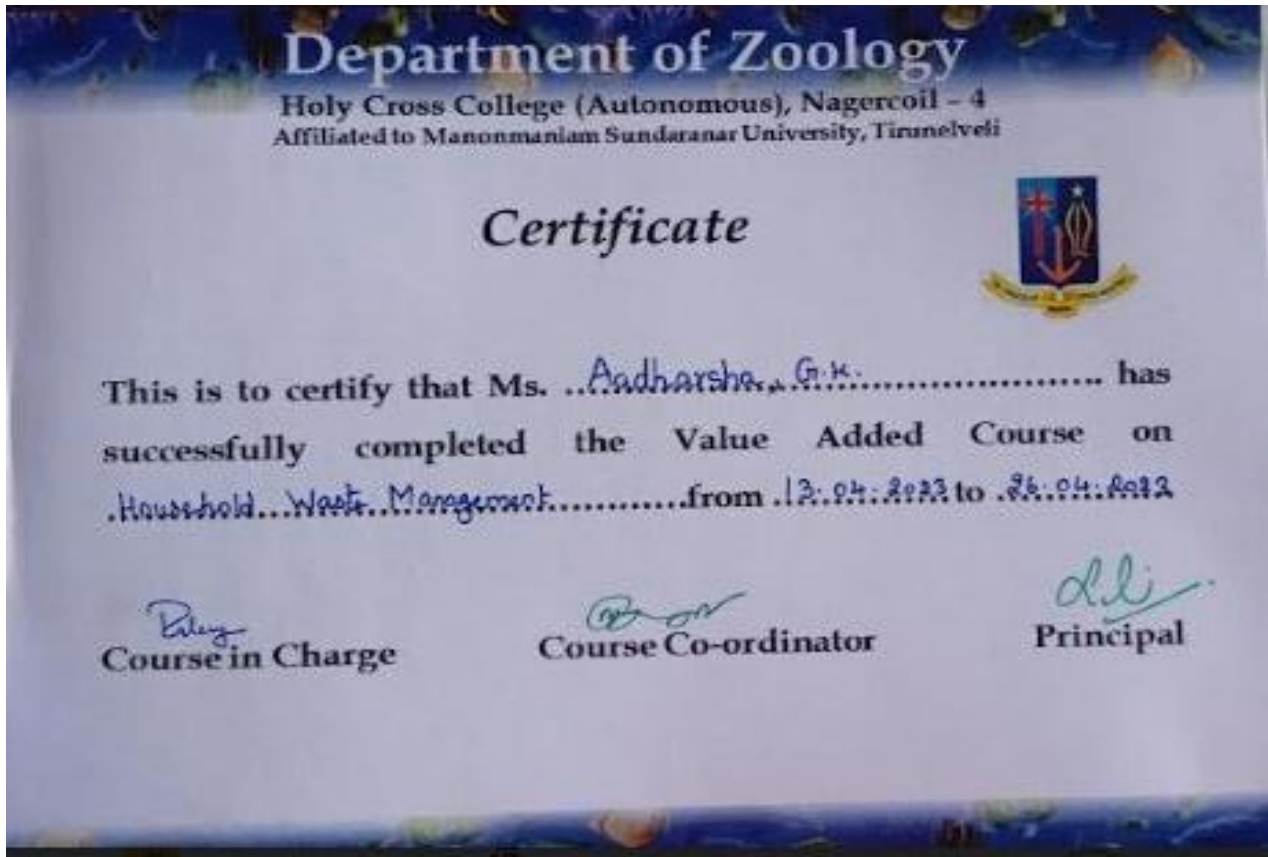 Department of Zoology
Holy Cross College (Autonomous), Nagercoil – 4
Affiliated to Manonmaniam Sundaranar University, Tirunelveli
Certificate
This is to certify that Ms. ..Aadharsha, G.K............................ has
successfully completed the Value Added Course on
.Household...Waste..Management............from .13.04.2023 to .26.04.2023
Course in Charge
Course Co-ordinator
Principal